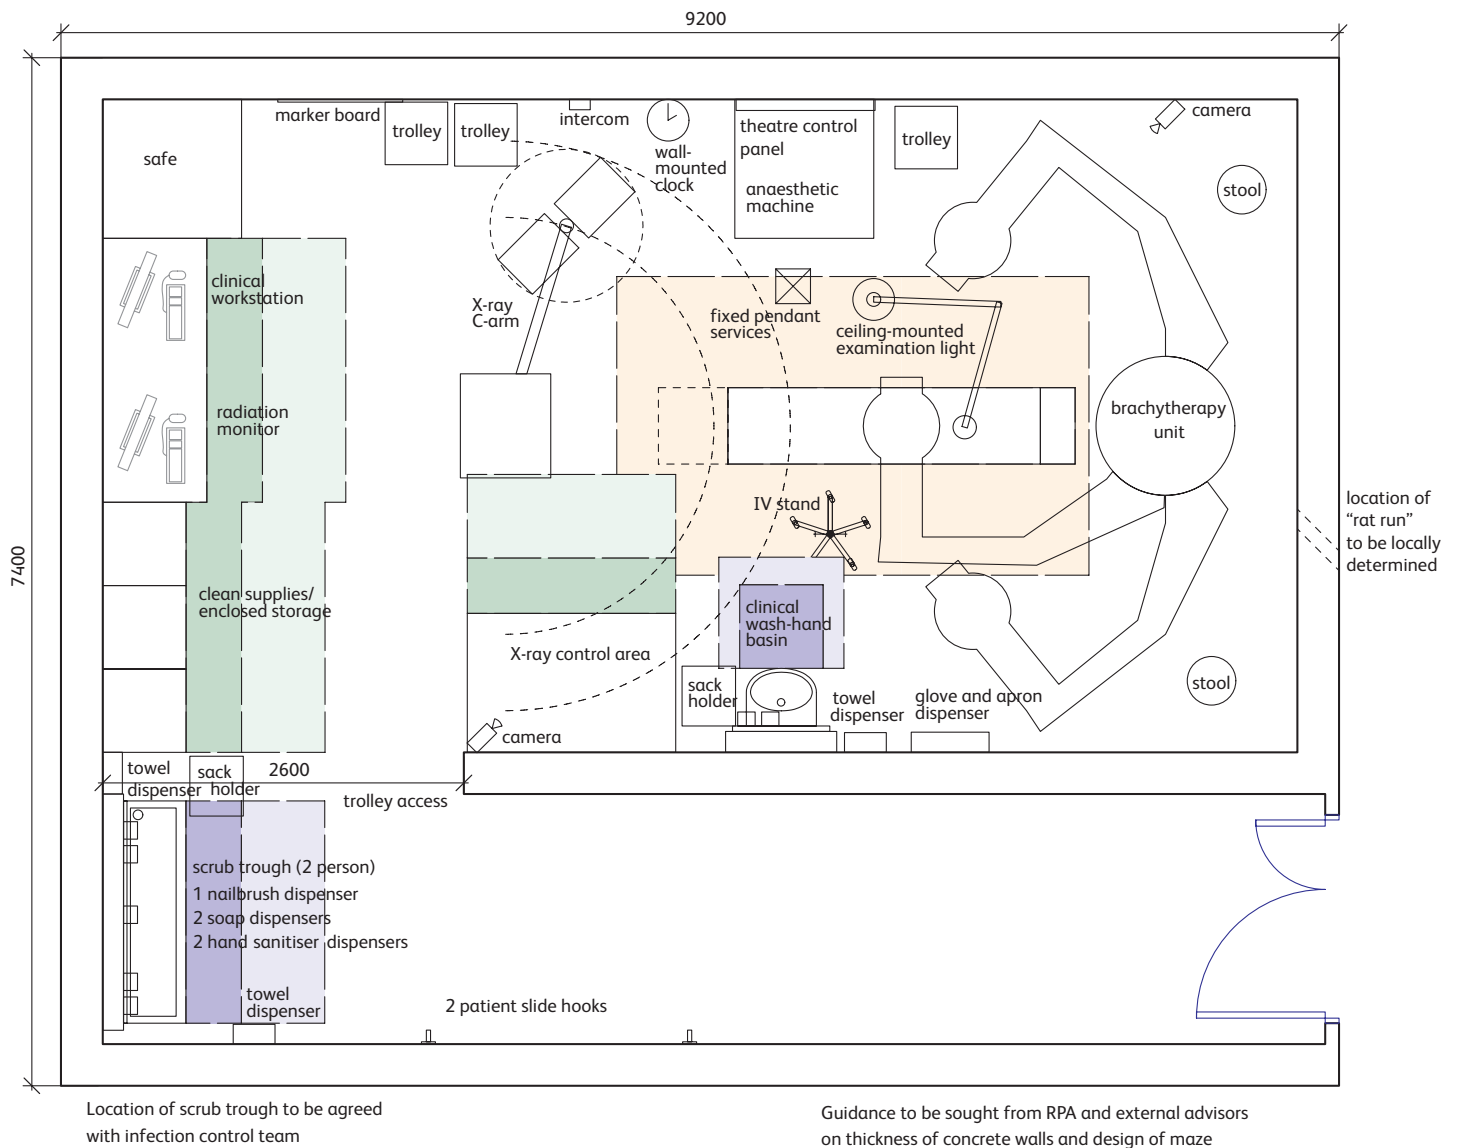 9200
marker board
trolley
trolley
intercom
wall-
mounted
clock
theatre control
panel
anaesthetic
machine
trolley
camera
safe
stool
clinical
workstation
X-ray
C-arm
fixed pendant
services
ceiling-mounted
examination light
radiation
monitor
brachytherapy
unit
IV stand
location of
“rat run”
to be locally
determined
7400
clean supplies/
enclosed storage
clinical
wash-hand
basin
X-ray control area
sack
holder
towel
dispenser
glove and apron
dispenser
stool
camera
towel
dispenser
sack
holder
2600
trolley access
scrub trough (2 person)
1 nailbrush dispenser
2 soap dispensers
2 hand sanitiser dispensers
towel
dispenser
2 patient slide hooks
Location of scrub trough to be agreed
with infection control team
Guidance to be sought from RPA and external advisors
on thickness of concrete walls and design of maze